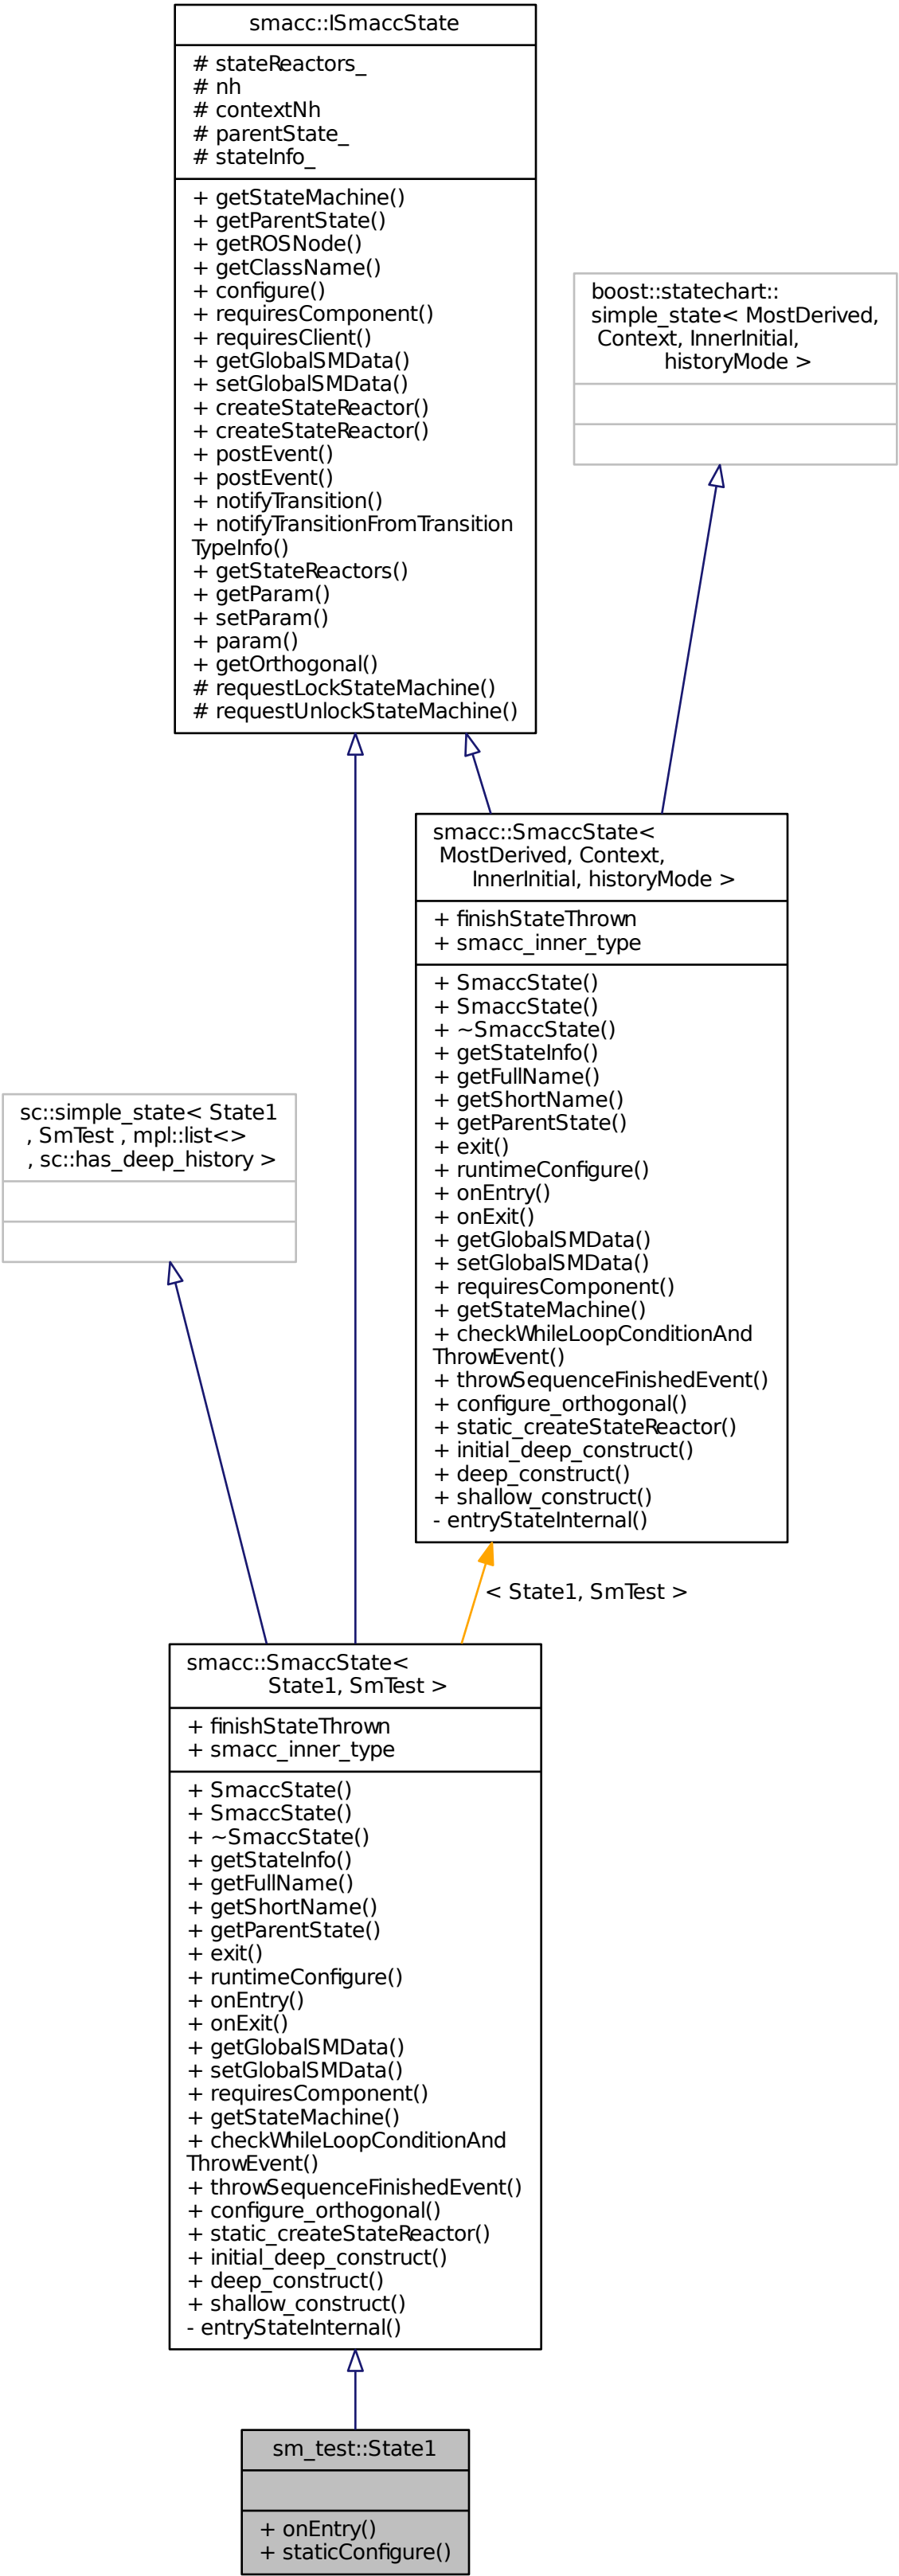 smacc::ISmaccState
# stateReactors_
# nh
# contextNh
# parentState_
# stateInfo_
+ getStateMachine()
+ getParentState()
+ getROSNode()
+ getClassName()
+ configure()
+ requiresComponent()
+ requiresClient()
+ getGlobalSMData()
+ setGlobalSMData()
+ createStateReactor()
+ createStateReactor()
+ postEvent()
+ postEvent()
+ notifyTransition()
+ notifyTransitionFromTransition
TypeInfo()
+ getStateReactors()
+ getParam()
+ setParam()
+ param()
+ getOrthogonal()
# requestLockStateMachine()
# requestUnlockStateMachine()
boost::statechart::
simple_state< MostDerived,
Context, InnerInitial,
historyMode >
smacc::SmaccState<
MostDerived, Context,
InnerInitial, historyMode >
+ finishStateThrown
+ smacc_inner_type
+ SmaccState()
+ SmaccState()
+ ~SmaccState()
+ getStateInfo()
+ getFullName()
+ getShortName()
+ getParentState()
+ exit()
+ runtimeConfigure()
+ onEntry()
+ onExit()
+ getGlobalSMData()
+ setGlobalSMData()
+ requiresComponent()
+ getStateMachine()
+ checkWhileLoopConditionAnd
ThrowEvent()
+ throwSequenceFinishedEvent()
+ configure_orthogonal()
+ static_createStateReactor()
+ initial_deep_construct()
+ deep_construct()
+ shallow_construct()
- entryStateInternal()
sc::simple_state< State1
, SmTest , mpl::list<>
, sc::has_deep_history >
< State1, SmTest >
smacc::SmaccState<
State1, SmTest >
+ finishStateThrown
+ smacc_inner_type
+ SmaccState()
+ SmaccState()
+ ~SmaccState()
+ getStateInfo()
+ getFullName()
+ getShortName()
+ getParentState()
+ exit()
+ runtimeConfigure()
+ onEntry()
+ onExit()
+ getGlobalSMData()
+ setGlobalSMData()
+ requiresComponent()
+ getStateMachine()
+ checkWhileLoopConditionAnd
ThrowEvent()
+ throwSequenceFinishedEvent()
+ configure_orthogonal()
+ static_createStateReactor()
+ initial_deep_construct()
+ deep_construct()
+ shallow_construct()
- entryStateInternal()
sm_test::State1
+ onEntry()
+ staticConfigure()